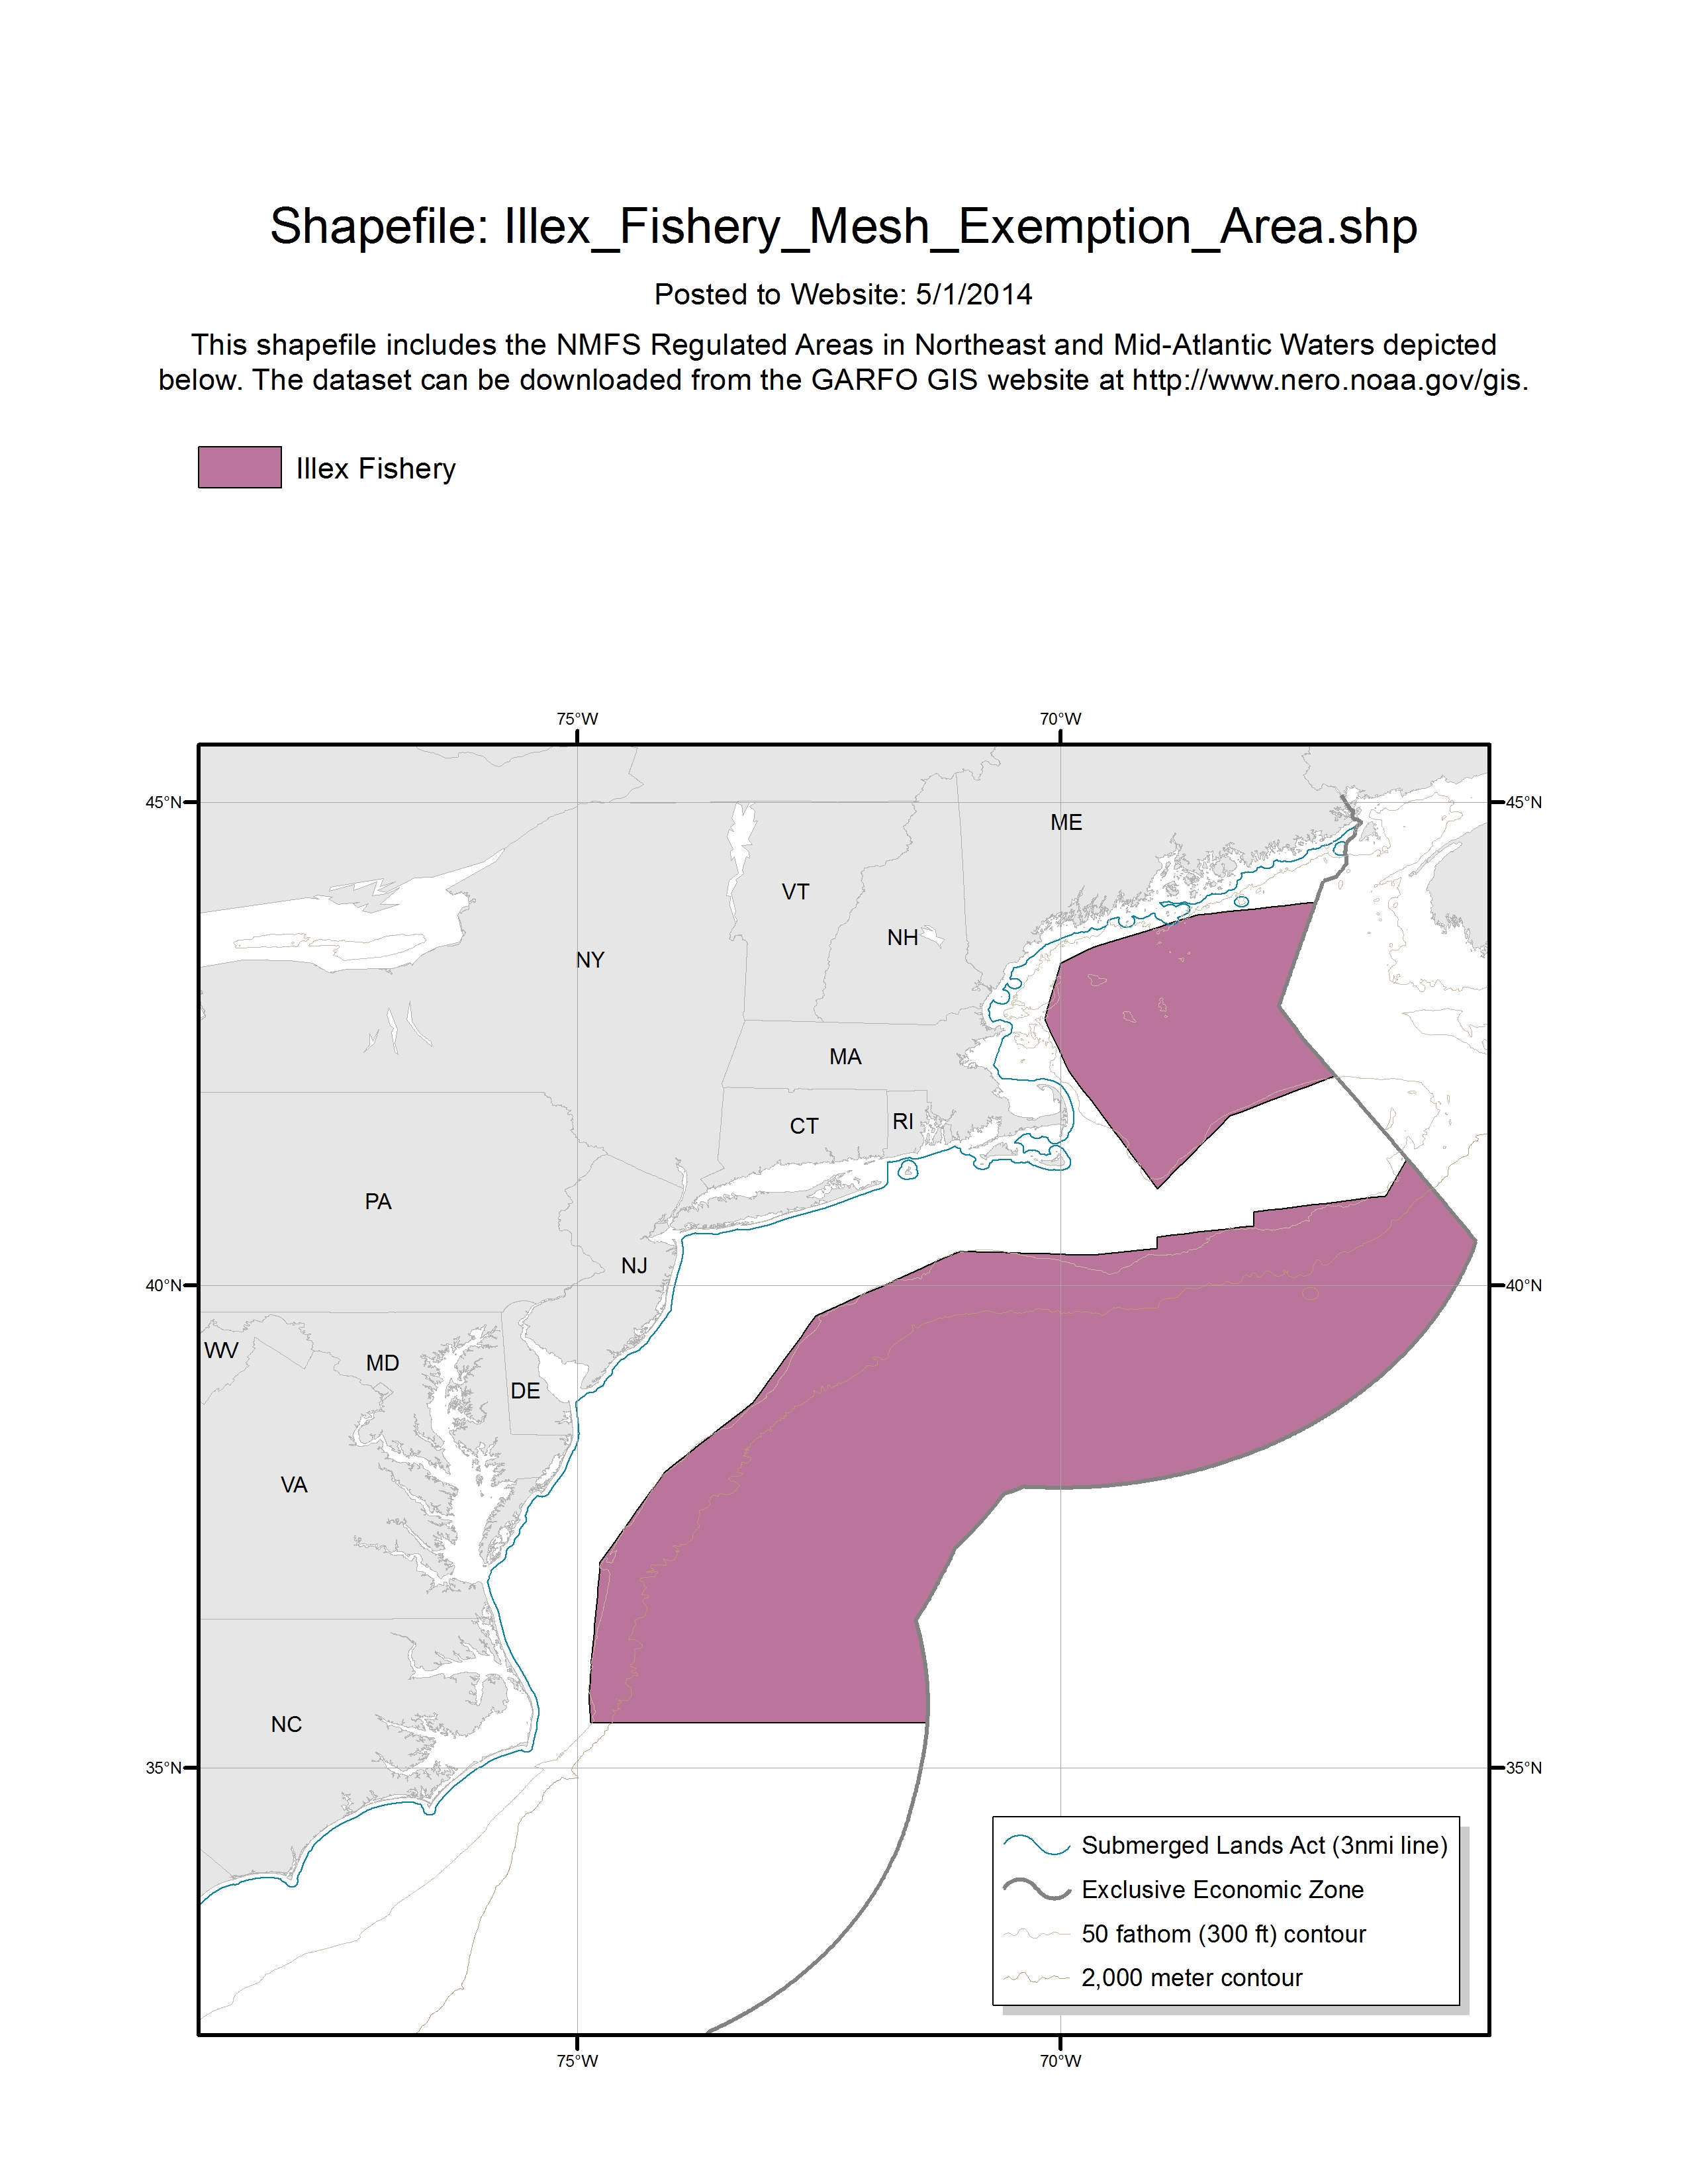 Shapefile: Illex_Fishery_Mesh_Exemption_Area.shp
Posted to Website: 5/1/2014
This shapefile includes the NMFS Regulated Areas in Northeast and Mid-Atlantic Waters depicted
below. The dataset can be downloaded from the GARFO GIS website at http://www.nero.noaa.gov/gis.
Illex Fishery
75°W
70°W
45°N
45°N
ME
VT
NH
NY
MA
CT
RI
PA
NJ
40°N
40°N
WV
MD
DE
VA
NC
35°N
35°N
Submerged Lands Act (3nmi line)
Exclusive Economic Zone
50 fathom (300 ft) contour
2,000 meter contour
75°W
70°W